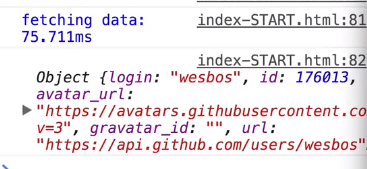 fetching data: index-START.html:81
75.711ms
index-START.html:82
Object {login: "wesbos", id: 176013,
avatar_url:
"https://avatars.githubusercontent.co
v=3", gravatar_id: "", url:
"https://api.github.com/users/wesbos"